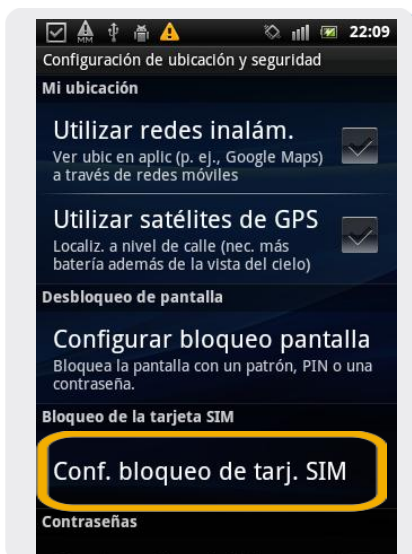 MM
22:09
Configuración de ubicación y seguridad
Mi ubicación
Utilizar redes inalám.
Ver ubic en aplic (p. ej., Google Maps)
a través de redes móviles
Utilizar satélites de GPS
Localiz. a nivel de calle (nec. más
batería además de la vista del cielo)
Desbloqueo de pantalla
Configurar bloqueo pantalla
Bloquea la pantalla con un patrón, PIN o una
contraseña.
Bloqueo de la tarjeta SIM
Conf. bloqueo de tarj. SIM
Contraseñas